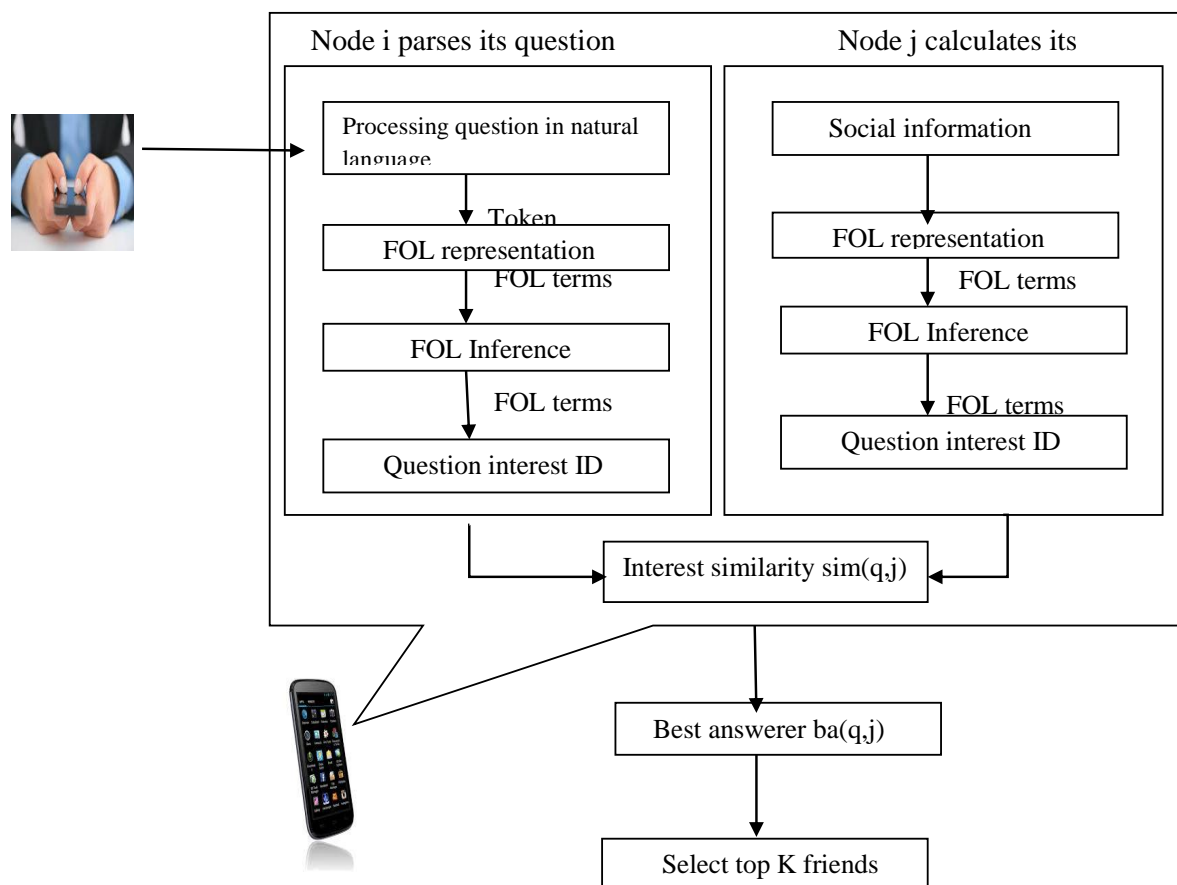 Node i parses its question
Processing question in natural
language
Token
FOL representation
FOL terms
FOL Inference
FOL terms
Question interest ID
Node j calculates its
Social information
FOL representation
FOL terms
FOL Inference
FOL terms
Question interest ID
Interest similarity sim(q,j)
Best answerer ba(q,j)
Select top K friends